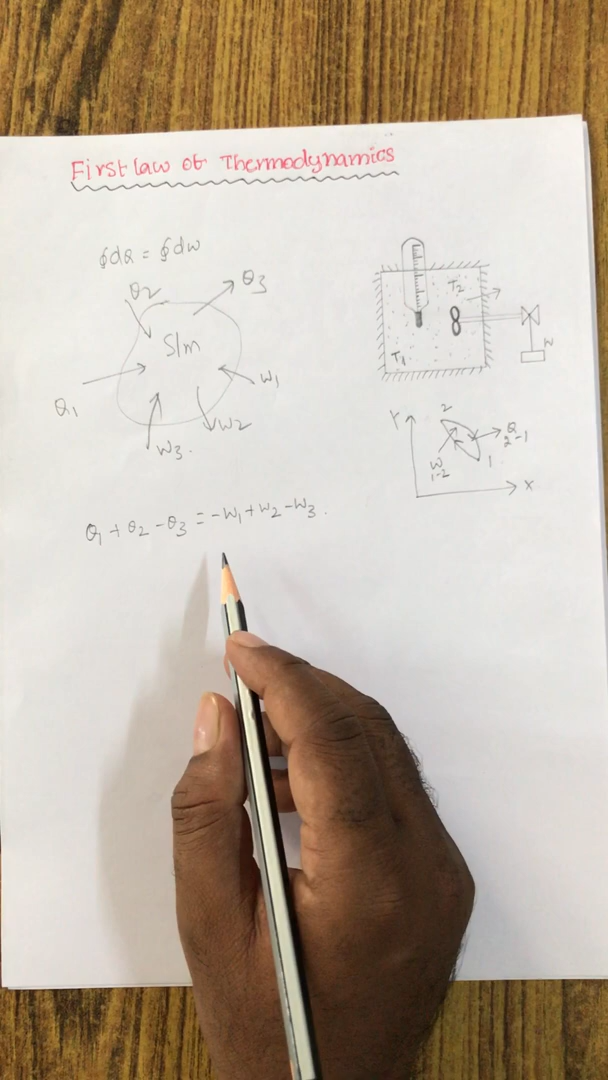 First law of Thermodynamics
∮dQ = ∮dw
Q2
Q3
S/m
Q1
W1
W2
W3.
Q1 + Q2 - Q3 = -W1 + W2 - W3.
T2
T1
W
Y
2
Q
2-1
W
1-2
1
X